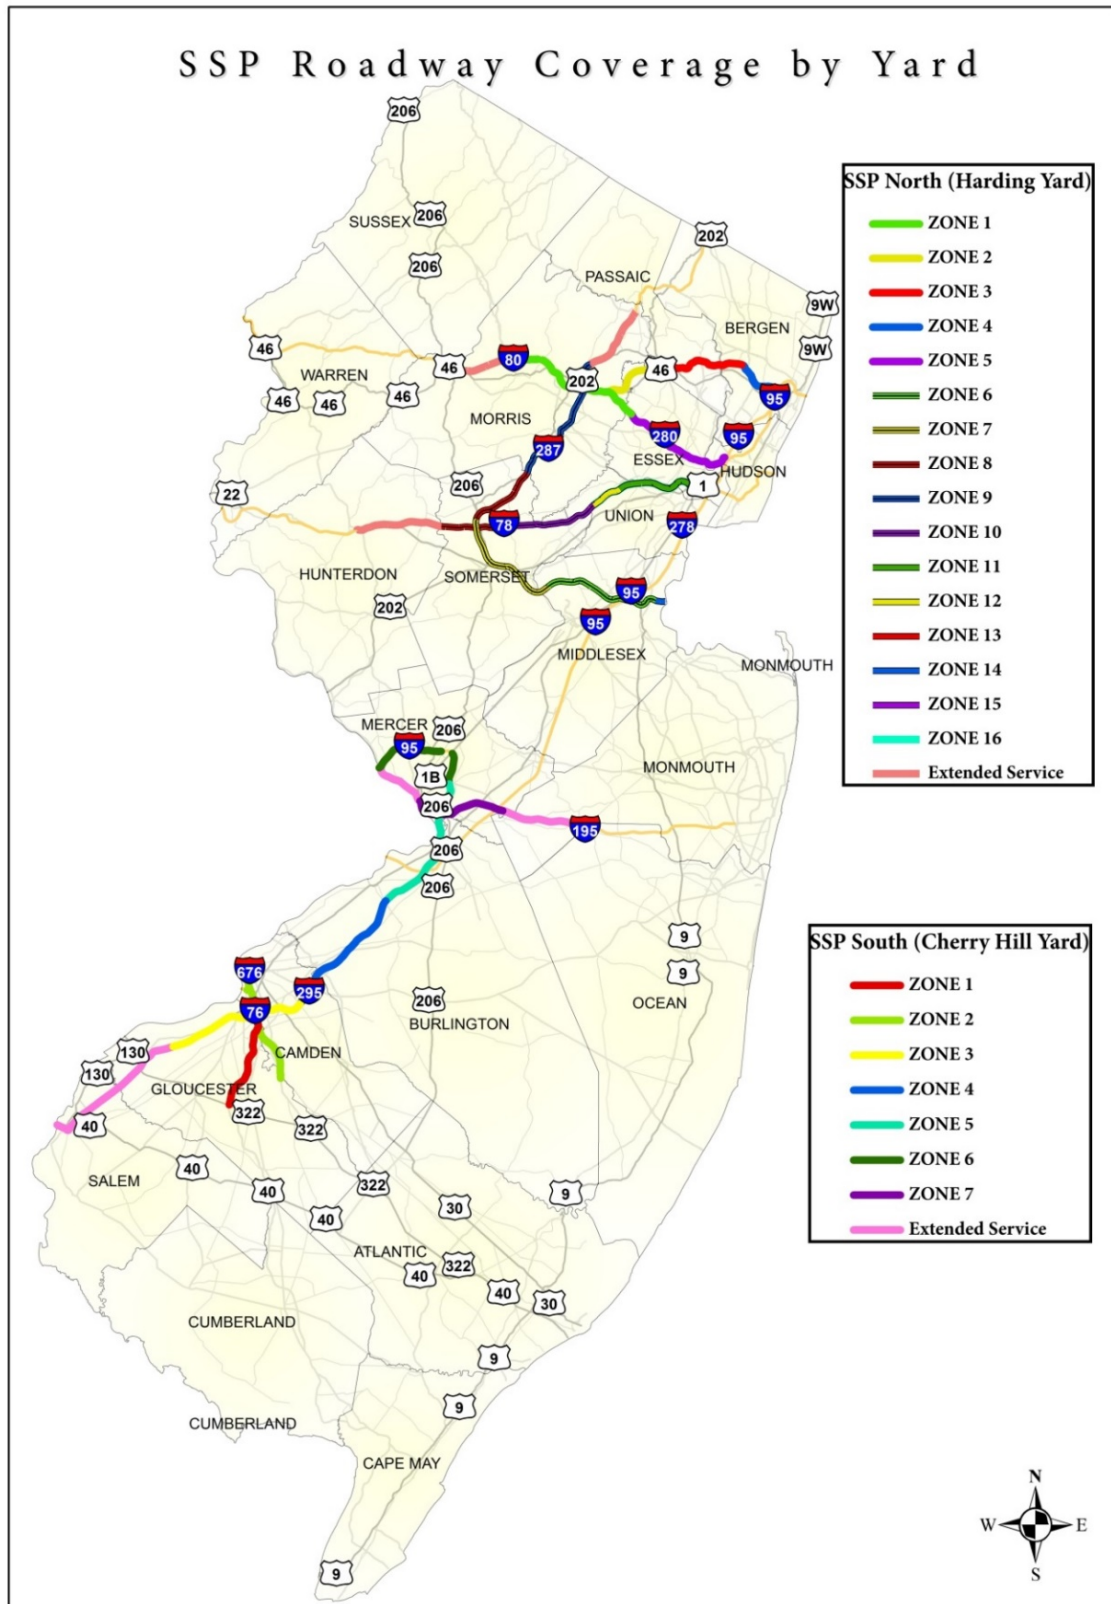 SSP Roadway Coverage by Yard
206
SSP North (Harding Yard)
ZONE 1
ZONE 2
ZONE 3
ZONE 4
ZONE 5
ZONE 6
ZONE 7
ZONE 8
ZONE 9
ZONE 10
ZONE 11
ZONE 12
ZONE 13
ZONE 14
ZONE 15
ZONE 16
Extended Service
206
SUSSEX
202
206
PASSAIC
9W
BERGEN
9W
46
80
46
46
202
WARREN
95
46
46
46
MORRIS
280
95
287
ESSEX
HUDSON
206
1
22
78
UNION
278
HUNTERDON
SOMERSET
95
202
95
MIDDLESEX
MONMOUTH
MERCER
206
95
1B
MONMOUTH
206
195
206
206
SSP South (Cherry Hill Yard)
ZONE 1
ZONE 2
ZONE 3
ZONE 4
ZONE 5
ZONE 6
ZONE 7
Extended Service
9
676
9
295
206
OCEAN
76
BURLINGTON
130
CAMDEN
130
GLOUCESTER
322
40
322
40
SALEM
322
40
9
40
30
ATLANTIC
322
40
40
30
CUMBERLAND
9
9
CUMBERLAND
CAPE MAY
N
W
E
S
9